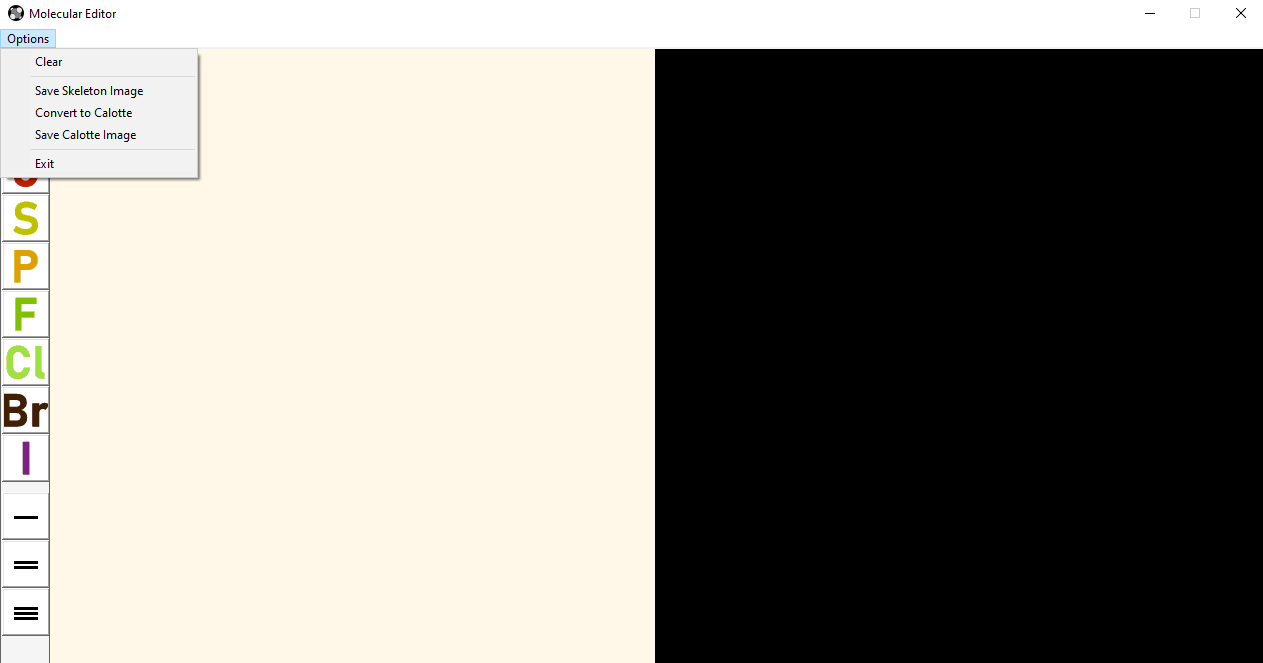 Molecular Editor
Options
Clear
Save Skeleton Image
Convert to Calotte
Save Calotte Image
Exit
S
P
F
Cl
Br
I